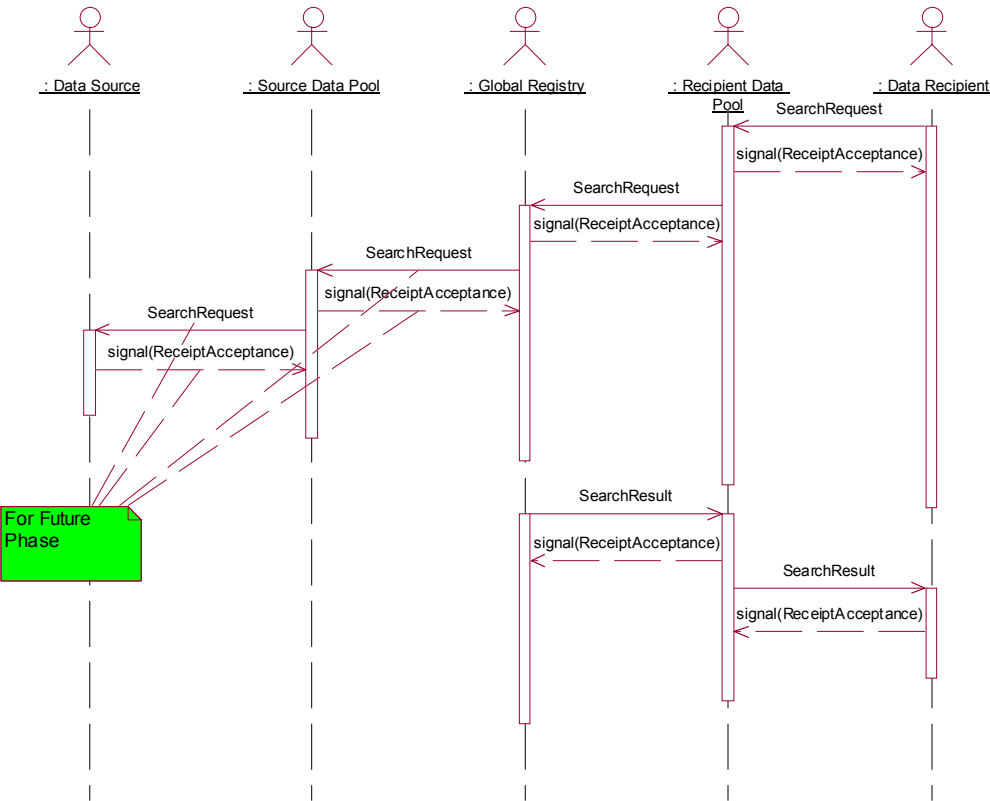 : Data Source
: Source Data Pool
: Global Registry
: Recipient Data
Pool
: Data Recipient
SearchRequest
signal(ReceiptAcceptance)
SearchRequest
signal(ReceiptAcceptance)
SearchRequest
signal(ReceiptAcceptance)
SearchRequest
signal(ReceiptAcceptance)
For Future
Phase
SearchResult
signal(ReceiptAcceptance)
SearchResult
signal(ReceiptAcceptance)